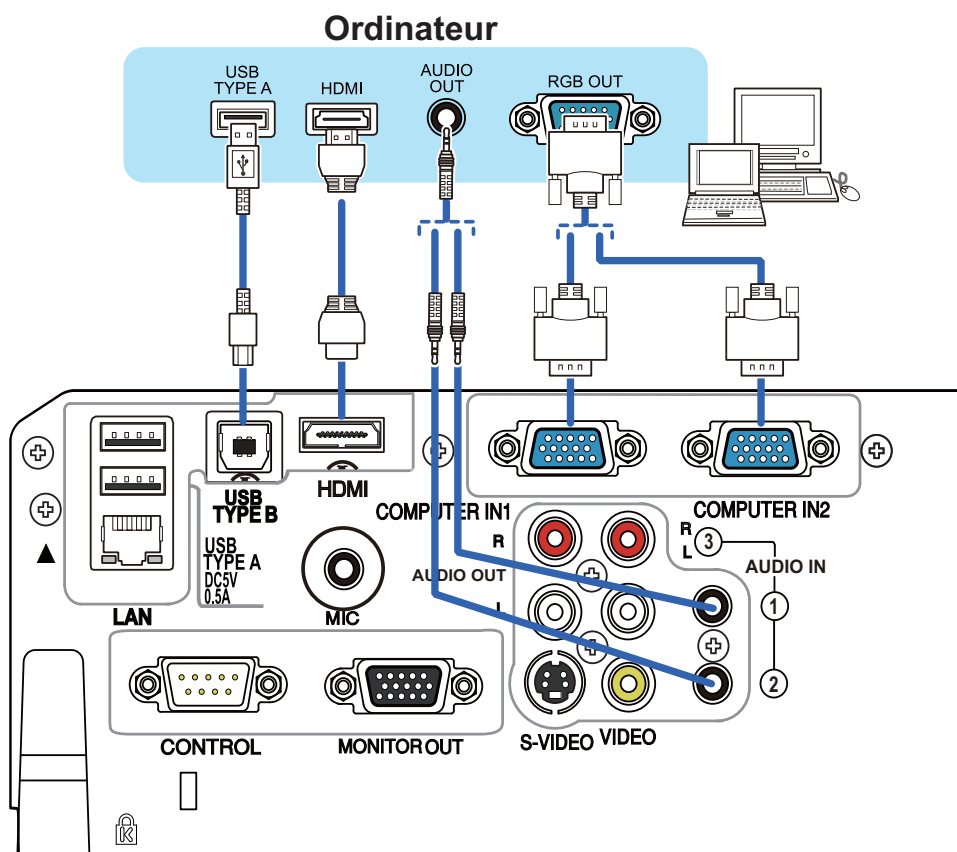 Ordinateur
USB
TYPE A
HDMI
AUDIO
OUT
RGB OUT
USB
TYPE B
HDMI
COMPUTER IN1
COMPUTER IN2
USB
TYPE A
DC5V
0.5A
LAN
MIC
R
AUDIO OUT
L
R
L
3
AUDIO IN
1
2
CONTROL
MONITOR OUT
S-VIDEO
VIDEO
K